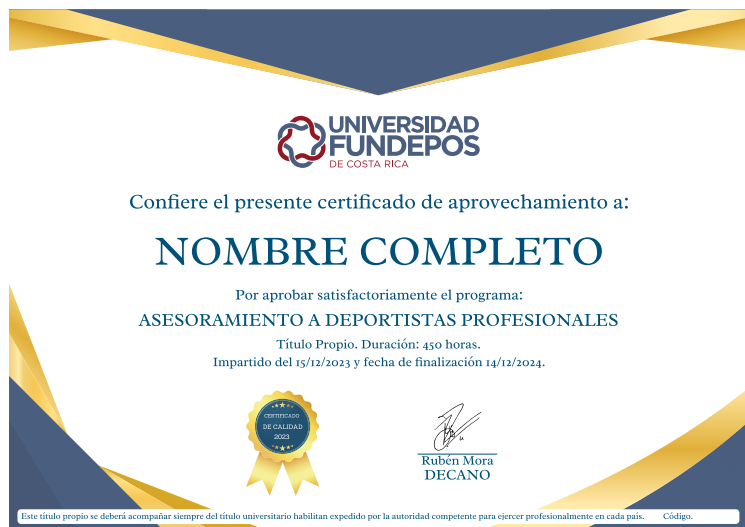 UNIVERSIDAD
FUNDEPOS
DE COSTA RICA
Confiere el presente certificado de aprovechamiento a:
NOMBRE COMPLETO
Por aprobar satisfactoriamente el programa:
ASESORAMIENTO A DEPORTISTAS PROFESIONALES
Título Propio. Duración: 450 horas.
Impartido del 15/12/2023 y fecha de finalización 14/12/2024.
CERTIFICADO
DE CALIDAD
2023
Rubén Mora
DECANO
Este título propio se deberá acompañar siempre del título universitario habilitan expedido por la autoridad competente para ejercer profesionalmente en cada país. Código.